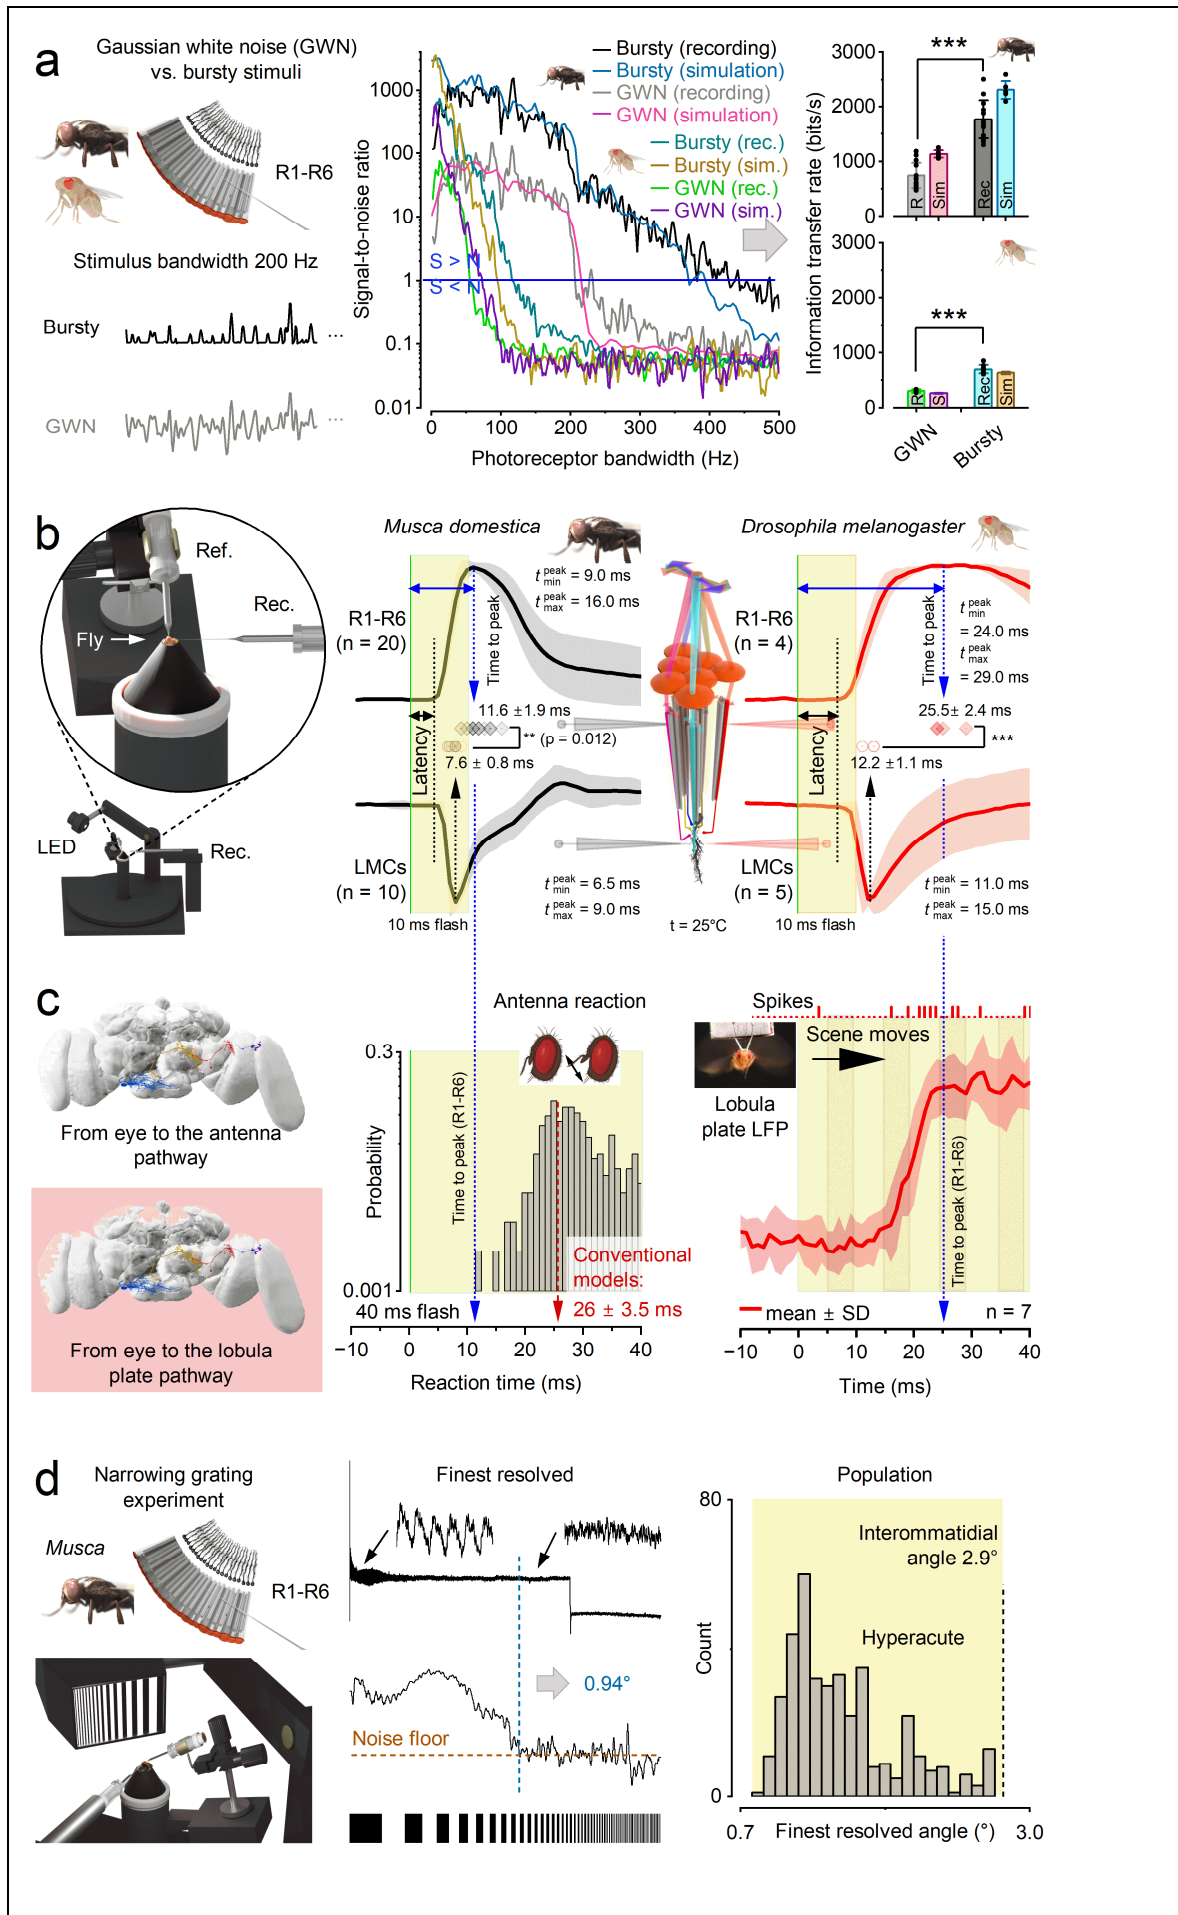 a
Gaussian white noise (GWN)
vs. bursty stimuli
R1-R6
Stimulus bandwidth 200 Hz
Bursty
...
GWN
...
Signal-to-noise ratio
1000
100
10
1
0.1
0.01
Bursty (recording)
Bursty (simulation)
GWN (recording)
GWN (simulation)
Bursty (rec.)
Bursty (sim.)
GWN (rec.)
GWN (sim.)
S > N
S < N
0 100 200 300 400 500
Photoreceptor bandwidth (Hz)
Information transfer rate (bits/s)
3000
2000
1000
0
***
R Sim Rec Sim
3000
2000
1000
0
***
R S Rec Sim
GWN Bursty
b
Ref.
Rec.
Fly
LED
Rec.
Musca domestica
R1-R6
(n = 20)
t peak min = 9.0 ms
t peak max = 16.0 ms
Time to peak
Latency
11.6 ±1.9 ms
** (p = 0.012)
7.6 ± 0.8 ms
LMCs
(n = 10)
t peak min = 6.5 ms
t peak max = 9.0 ms
10 ms flash
t = 25°C
Drosophila melanogaster
R1-R6
(n = 4)
t peak min
= 24.0 ms
t peak max
= 29.0 ms
Time to peak
Latency
25.5± 2.4 ms
***
12.2 ±1.1 ms
LMCs
(n = 5)
t peak min = 11.0 ms
t peak max = 15.0 ms
10 ms flash
c
From eye to the antenna
pathway
From eye to the lobula
plate pathway
Antenna reaction
0.3
Probability
0.001
Time to peak (R1-R6)
Conventional
models:
26 ± 3.5 ms
40 ms flash
−10 0 10 20 30 40
Reaction time (ms)
Spikes
Scene moves
Lobula
plate LFP
Time to peak (R1-R6)
mean ± SD
n = 7
−10 0 10 20 30 40
Time (ms)
d
Narrowing grating
experiment
Musca
R1-R6
Finest resolved
0.94°
Noise floor
Population
80
Count
0
Interommatidial
angle 2.9°
Hyperacute
0.7 Finest resolved angle (°) 3.0